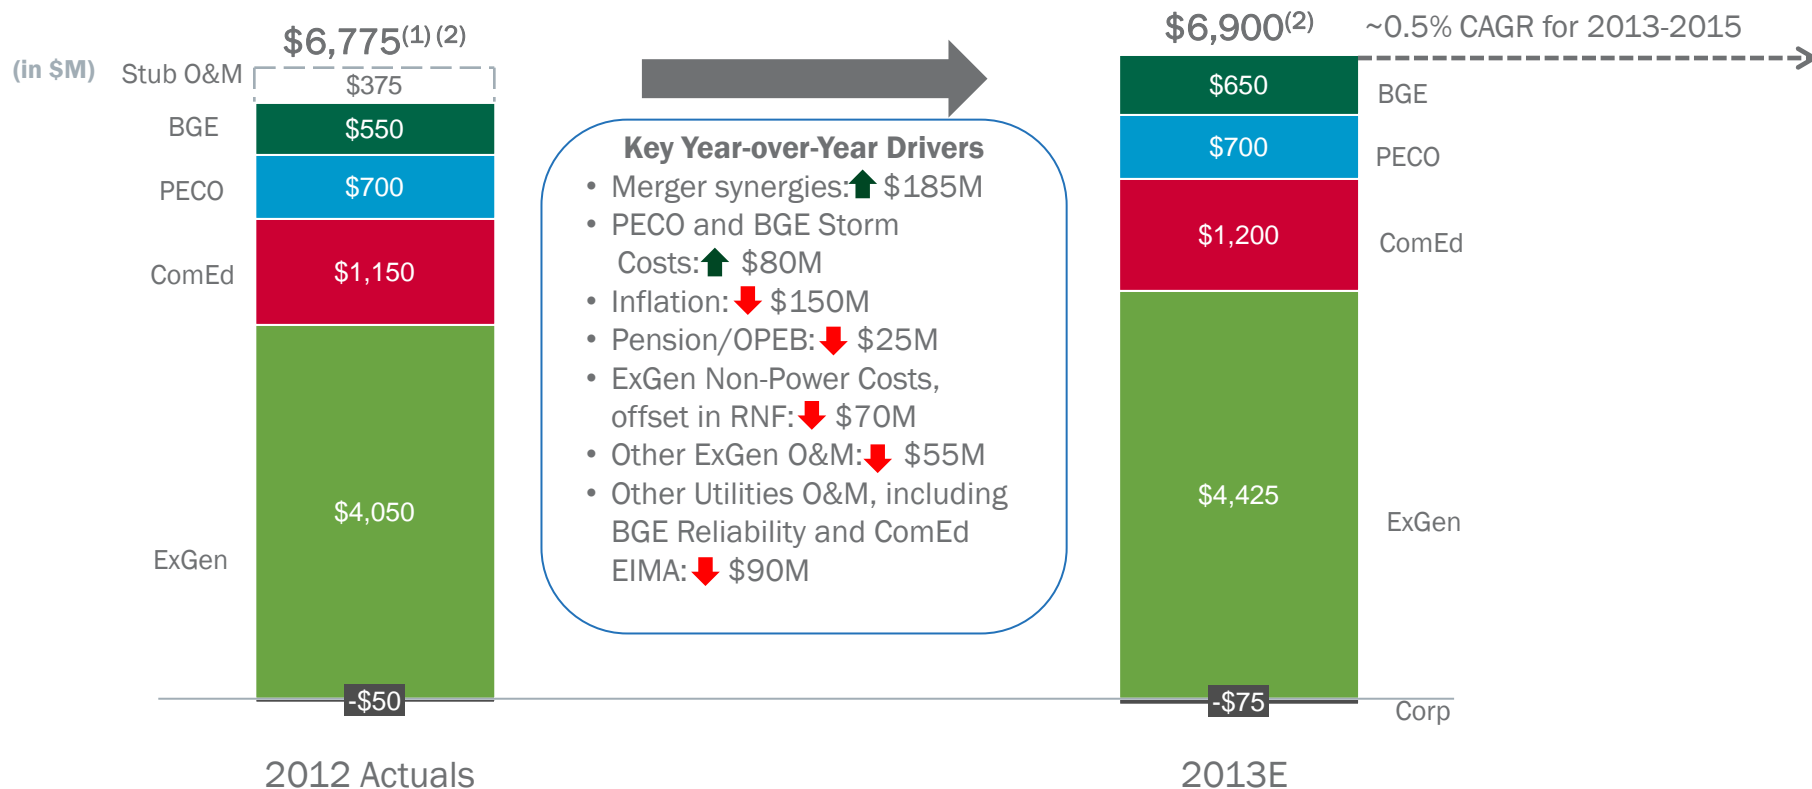 (in $M)
$6,775(1) (2)
Stub O&M
$375
BGE
$550
PECO
$700
ComEd
$1,150
ExGen
$4,050
-$50
2012 Actuals
Key Year-over-Year Drivers
• Merger synergies: $185M
• PECO and BGE Storm
Costs: $80M
• Inflation: $150M
• Pension/OPEB: $25M
• ExGen Non-Power Costs,
offset in RNF: $70M
• Other ExGen O&M: $55M
• Other Utilities O&M, including
BGE Reliability and ComEd
EIMA: $90M
$6,900(2)
~0.5% CAGR for 2013-2015
$650
BGE
$700
PECO
$1,200
ComEd
$4,425
ExGen
-$75
Corp
2013E